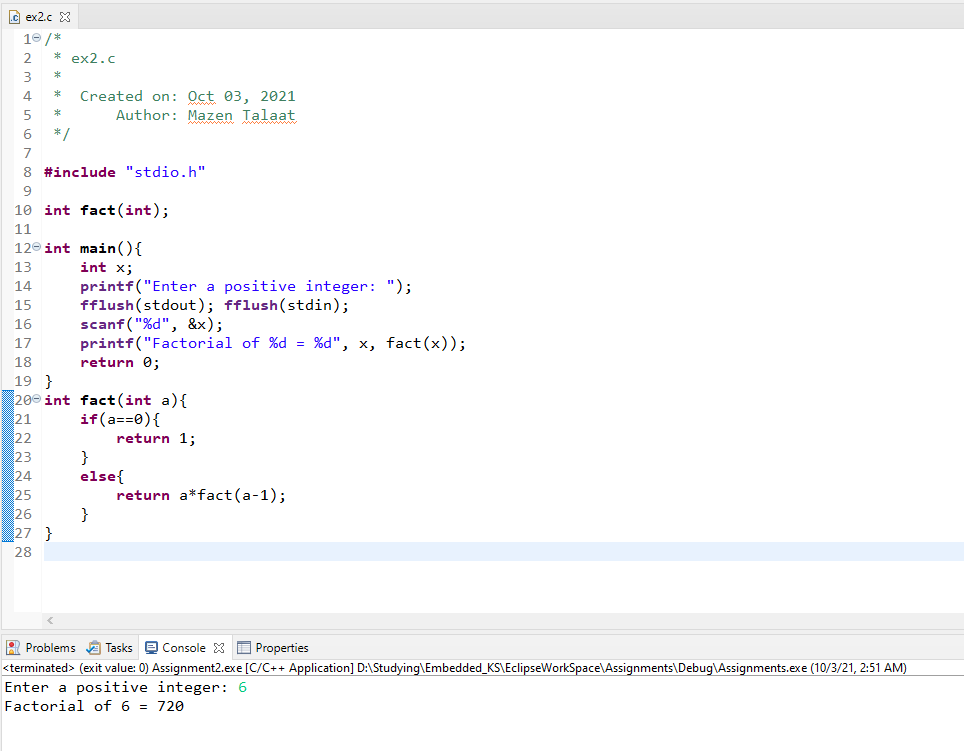 ex2.c
1 /*
2  * ex2.c
3  *
4  *  Created on: Oct 03, 2021
5  *      Author: Mazen Talaat
6  */
7
8 #include "stdio.h"
9
10 int fact(int);
11
12 int main(){
13     int x;
14     printf("Enter a positive integer: ");
15     fflush(stdout); fflush(stdin);
16     scanf("%d", &x);
17     printf("Factorial of %d = %d", x, fact(x));
18     return 0;
19 }
20 int fact(int a){
21     if(a==0){
22         return 1;
23     }
24     else{
25         return a*fact(a-1);
26     }
27 }
28
Problems Tasks Console Properties
<terminated> (exit value: 0) Assignment2.exe [C/C++ Application] D:\Studying\Embedded_KS\EclipseWorkSpace\Assignments\Debug\Assignments.exe (10/3/21, 2:51 AM)
Enter a positive integer: 6
Factorial of 6 = 720